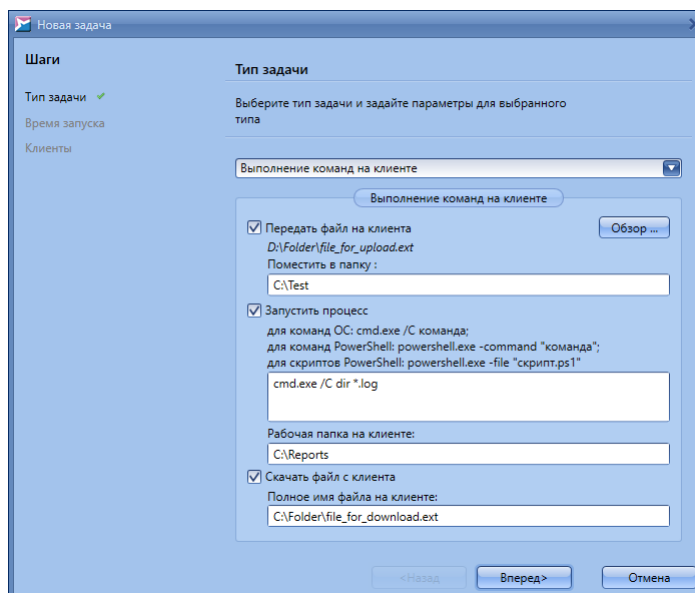 Новая задача
Шаги
Тип задачи
Время запуска
Клиенты
Тип задачи
Выберите тип задачи и задайте параметры для выбранного
типа
Выполнение команд на клиенте
Выполнение команд на клиенте
Передать файл на клиента
Обзор ...
D:\Folder\file_for_upload.ext
Поместить в папку :
C:\Test
Запустить процесс
для команд ОС: cmd.exe /C команда;
для команд PowerShell: powershell.exe -command "команда";
для скриптов PowerShell: powershell.exe -file "скрипт.ps1"
cmd.exe /C dir *.log
Рабочая папка на клиенте:
C:\Reports
Скачать файл с клиента
Полное имя файла на клиенте:
C:\Folder\file_for_download.ext
<Назад
Вперед>
Отмена